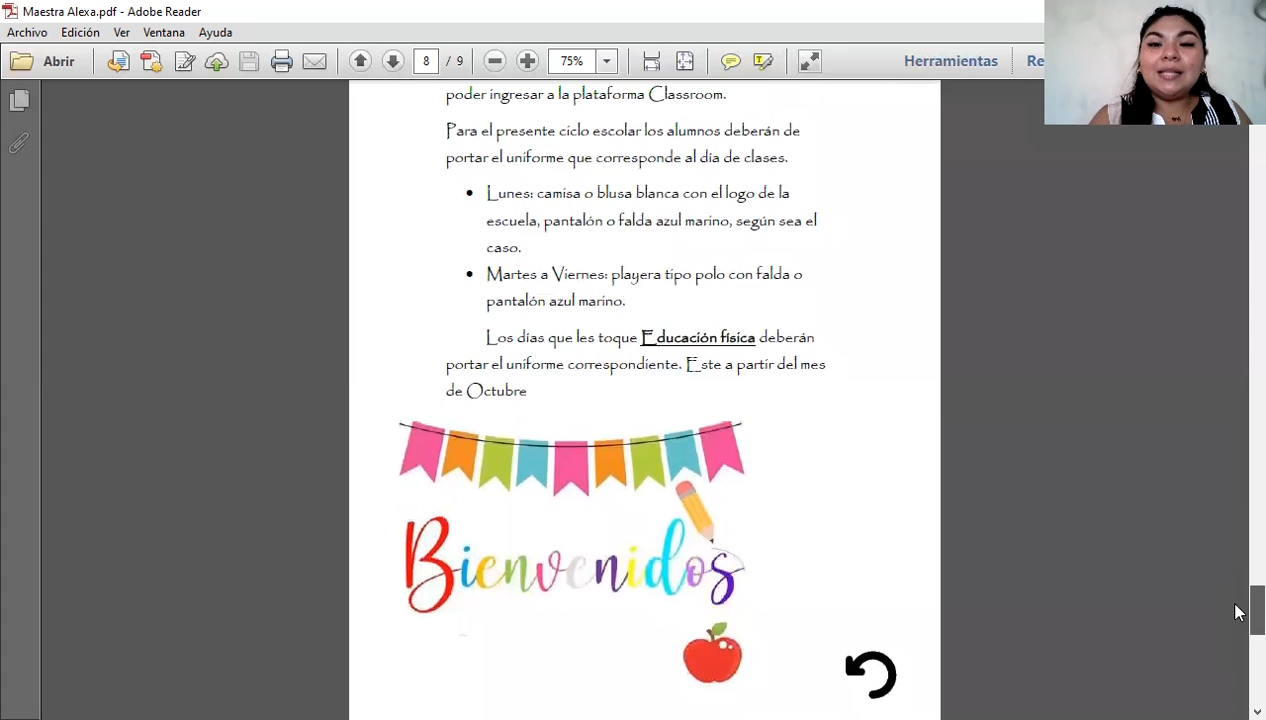 Maestra Alexa.pdf - Adobe Reader
Archivo Edición Ver Ventana Ayuda
Abrir 8 / 9 75% Herramientas
poder ingresar a la plataforma Classroom.
Para el presente ciclo escolar los alumnos deberán de
portar el uniforme que corresponde al día de clases.
• Lunes: camisa o blusa blanca con el logo de la
escuela, pantalón o falda azul marino, según sea el
caso.
• Martes a Viernes: playera tipo polo con falda o
pantalón azul marino.
Los días que les toque Educación física deberán
portar el uniforme correspondiente. Este a partir del mes
de Octubre
Bienvenidos